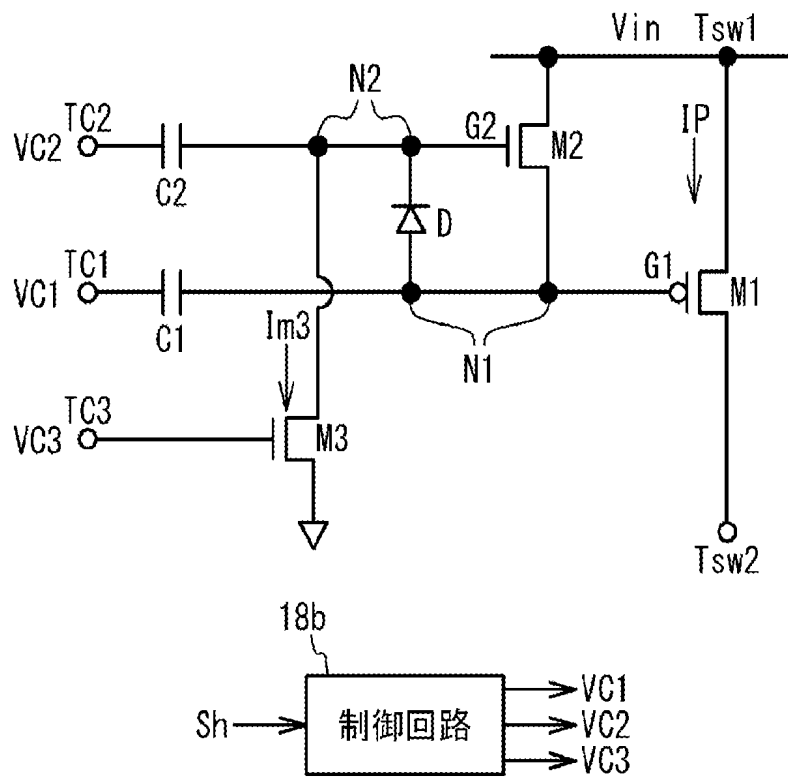 Vin Tsw1
N2
TC2
VC2
C2
G2
M2
IP
D
TC1
VC1
C1
G1
M1
Im3
N1
TC3
VC3
M3
Tsw2
18b
Sh
制御回路
VC1
VC2
VC3